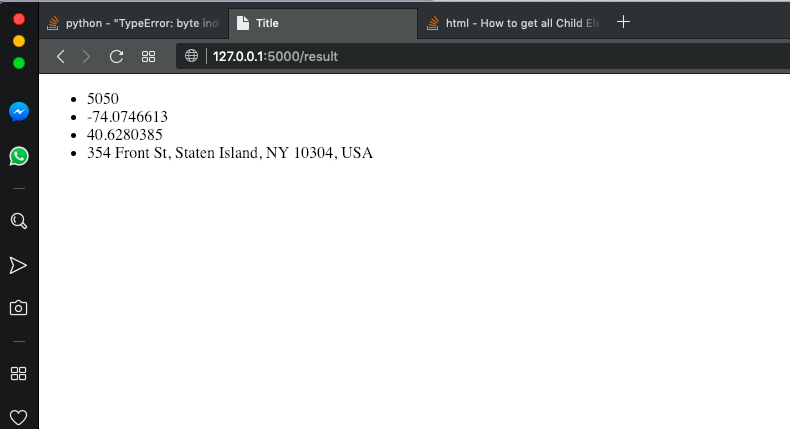 python - "TypeError: byte indi
Title
html - How to get all Child Ele
127.0.0.1:5000/result
5050
-74.0746613
40.6280385
354 Front St, Staten Island, NY 10304, USA